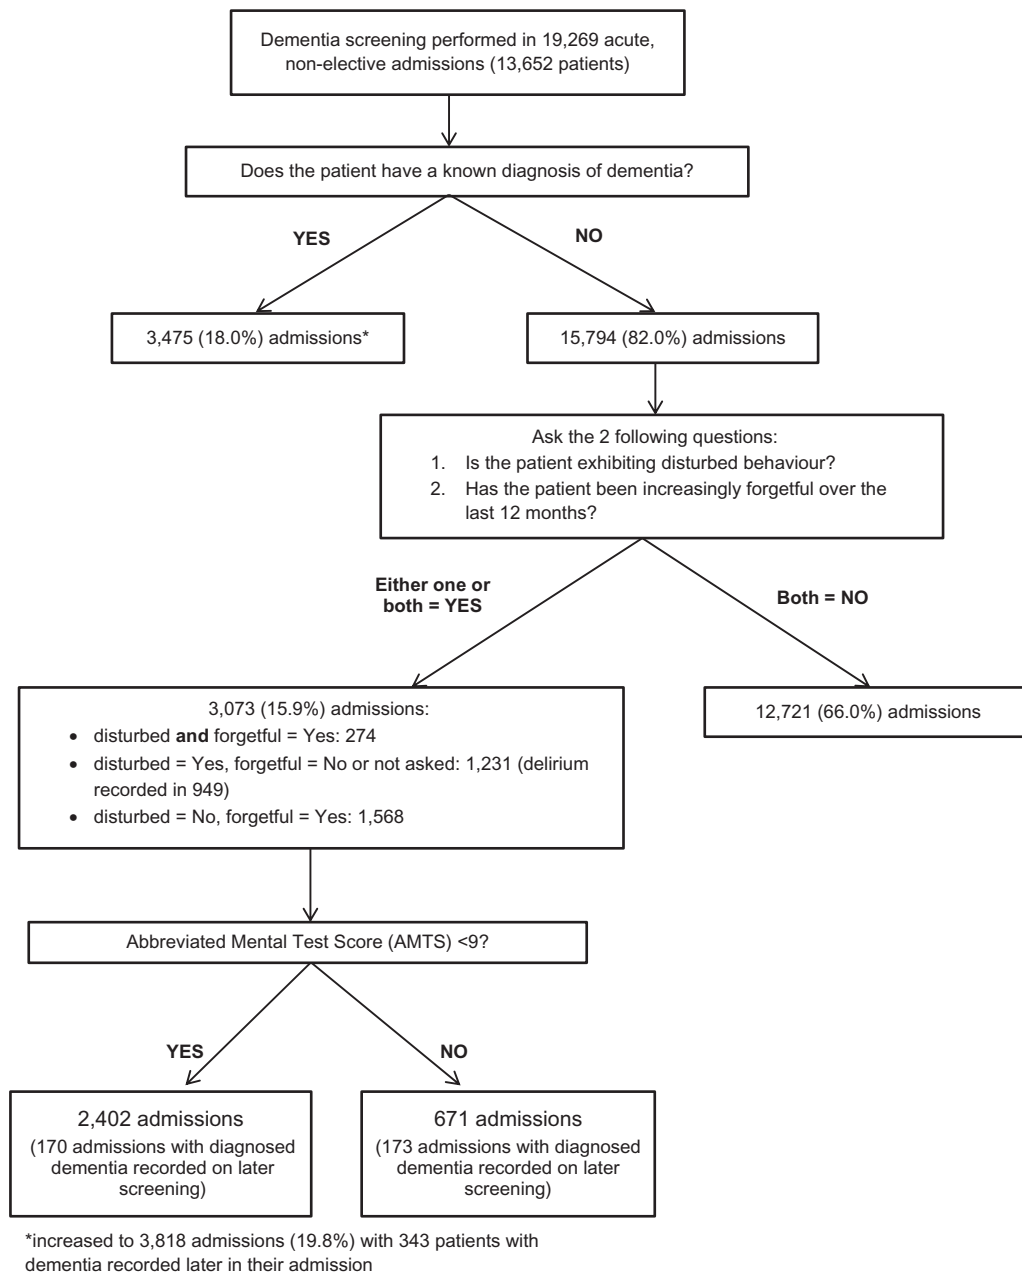 Dementia screening performed in 19,269 acute,
non-elective admissions (13,652 patients)
Does the patient have a known diagnosis of dementia?
YES
NO
3,475 (18.0%) admissions*
15,794 (82.0%) admissions
Ask the 2 following questions:
1. Is the patient exhibiting disturbed behaviour?
2. Has the patient been increasingly forgetful over the
last 12 months?
Either one or
both = YES
Both = NO
3,073 (15.9%) admissions:
• disturbed and forgetful = Yes: 274
• disturbed = Yes, forgetful = No or not asked: 1,231 (delirium
recorded in 949)
• disturbed = No, forgetful = Yes: 1,568
12,721 (66.0%) admissions
Abbreviated Mental Test Score (AMTS) <9?
YES
NO
2,402 admissions
(170 admissions with diagnosed
dementia recorded on later
screening)
671 admissions
(173 admissions with diagnosed
dementia recorded on later
screening)
*increased to 3,818 admissions (19.8%) with 343 patients with
dementia recorded later in their admission